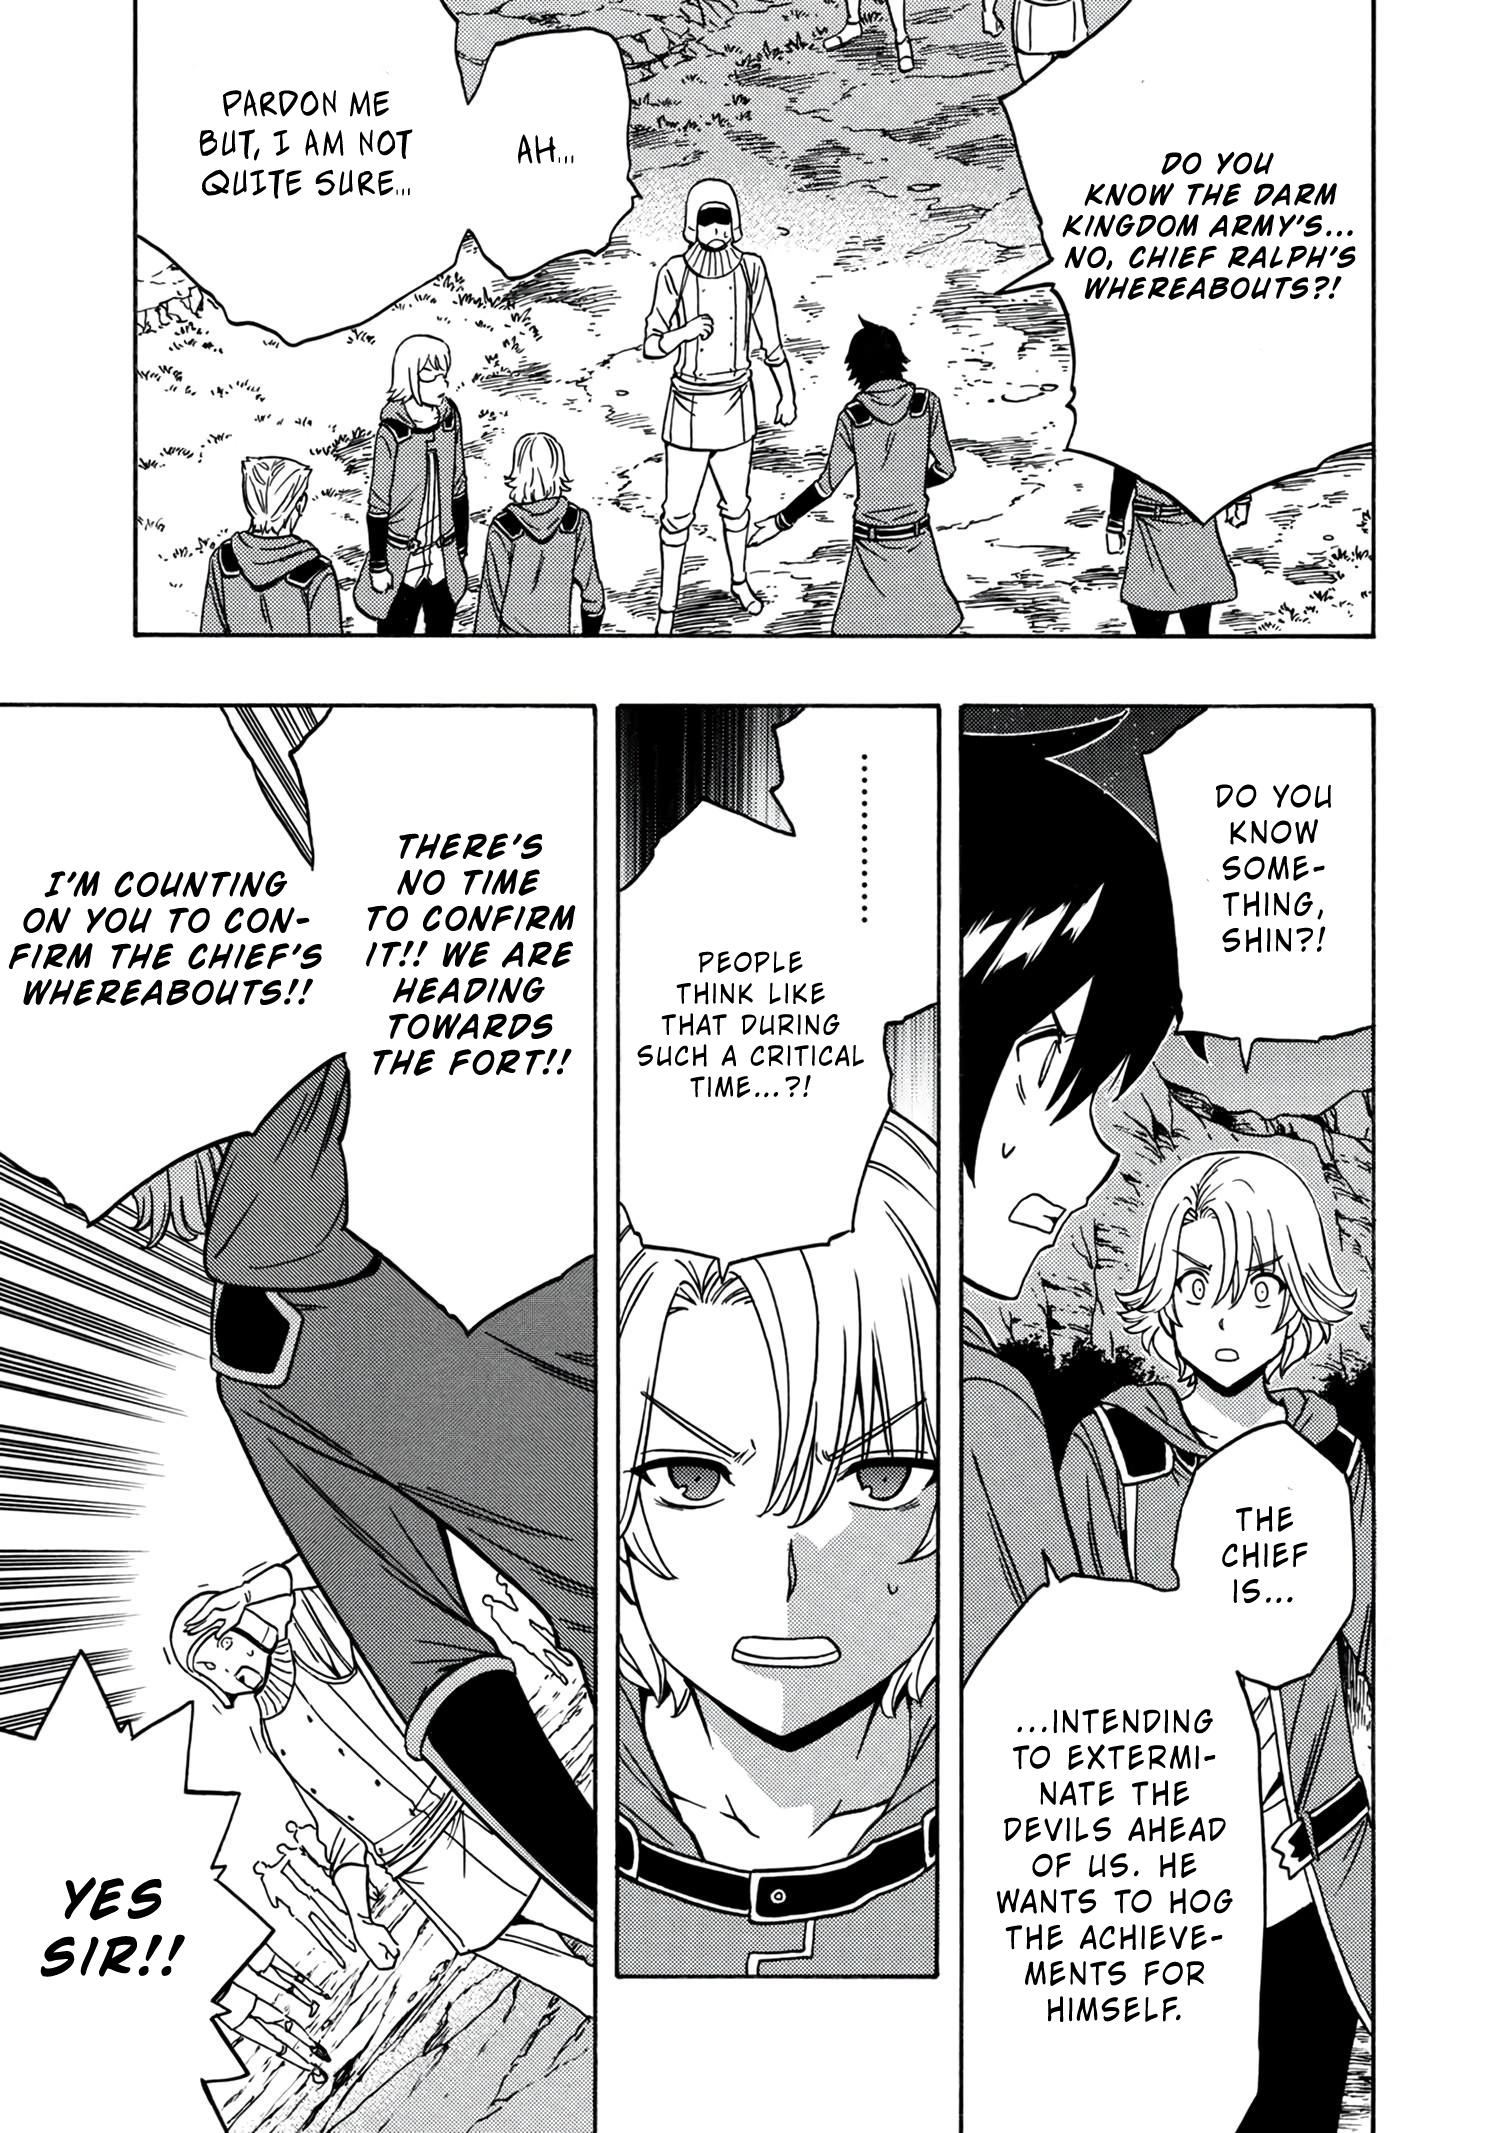 DO YOU
KNOW THE DARM
KINGDOM ARMY'S...
NO, CHIEF RALPH'S
WHEREABOUTS?!
AH...
PARDON ME
BUT, I AM NOT
QUITE SURE...
DO YOU
KNOW
SOME-
THING,
SHIN?!
THE
CHIEF
IS...
...INTENDING
TO EXTERMI-
NATE THE
DEVILS AHEAD
OF US. HE
WANTS TO HOG
THE ACHIEVE-
MENTS FOR
HIMSELF.
..........
PEOPLE
THINK LIKE
THAT DURING
SUCH A CRITICAL
TIME...?!
THERE'S
NO TIME
TO CONFIRM
IT!! WE ARE
HEADING
TOWARDS
THE FORT!!
I'M COUNTING
ON YOU TO CON-
FIRM THE CHIEF'S
WHEREABOUTS!!
YES
SIR!!